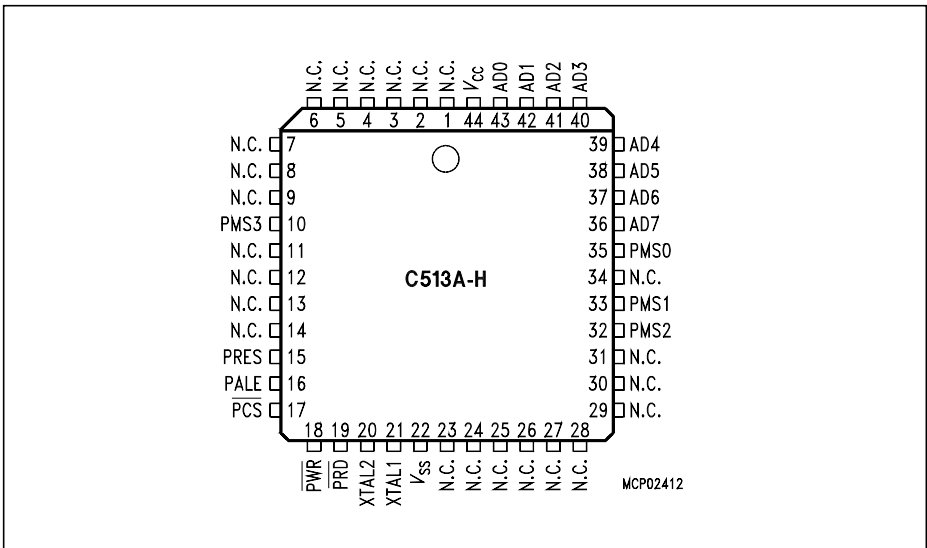 N.C. N.C. N.C. N.C. N.C. N.C. Vcc AD0 AD1 AD2 AD3
6 5 4 3 2 1 44 43 42 41 40
N.C. 7 39 AD4
N.C. 8 38 AD5
N.C. 9 37 AD6
PMS3 10 36 AD7
N.C. 11 35 PMS0
N.C. 12 34 N.C.
C513A-H
N.C. 13 33 PMS1
N.C. 14 32 PMS2
PRES 15 31 N.C.
PALE 16 30 N.C.
PCS 17 29 N.C.
18 19 20 21 22 23 24 25 26 27 28
PWR PRD XTAL2 XTAL1 Vss N.C. N.C. N.C. N.C. N.C. N.C.
MCP02412